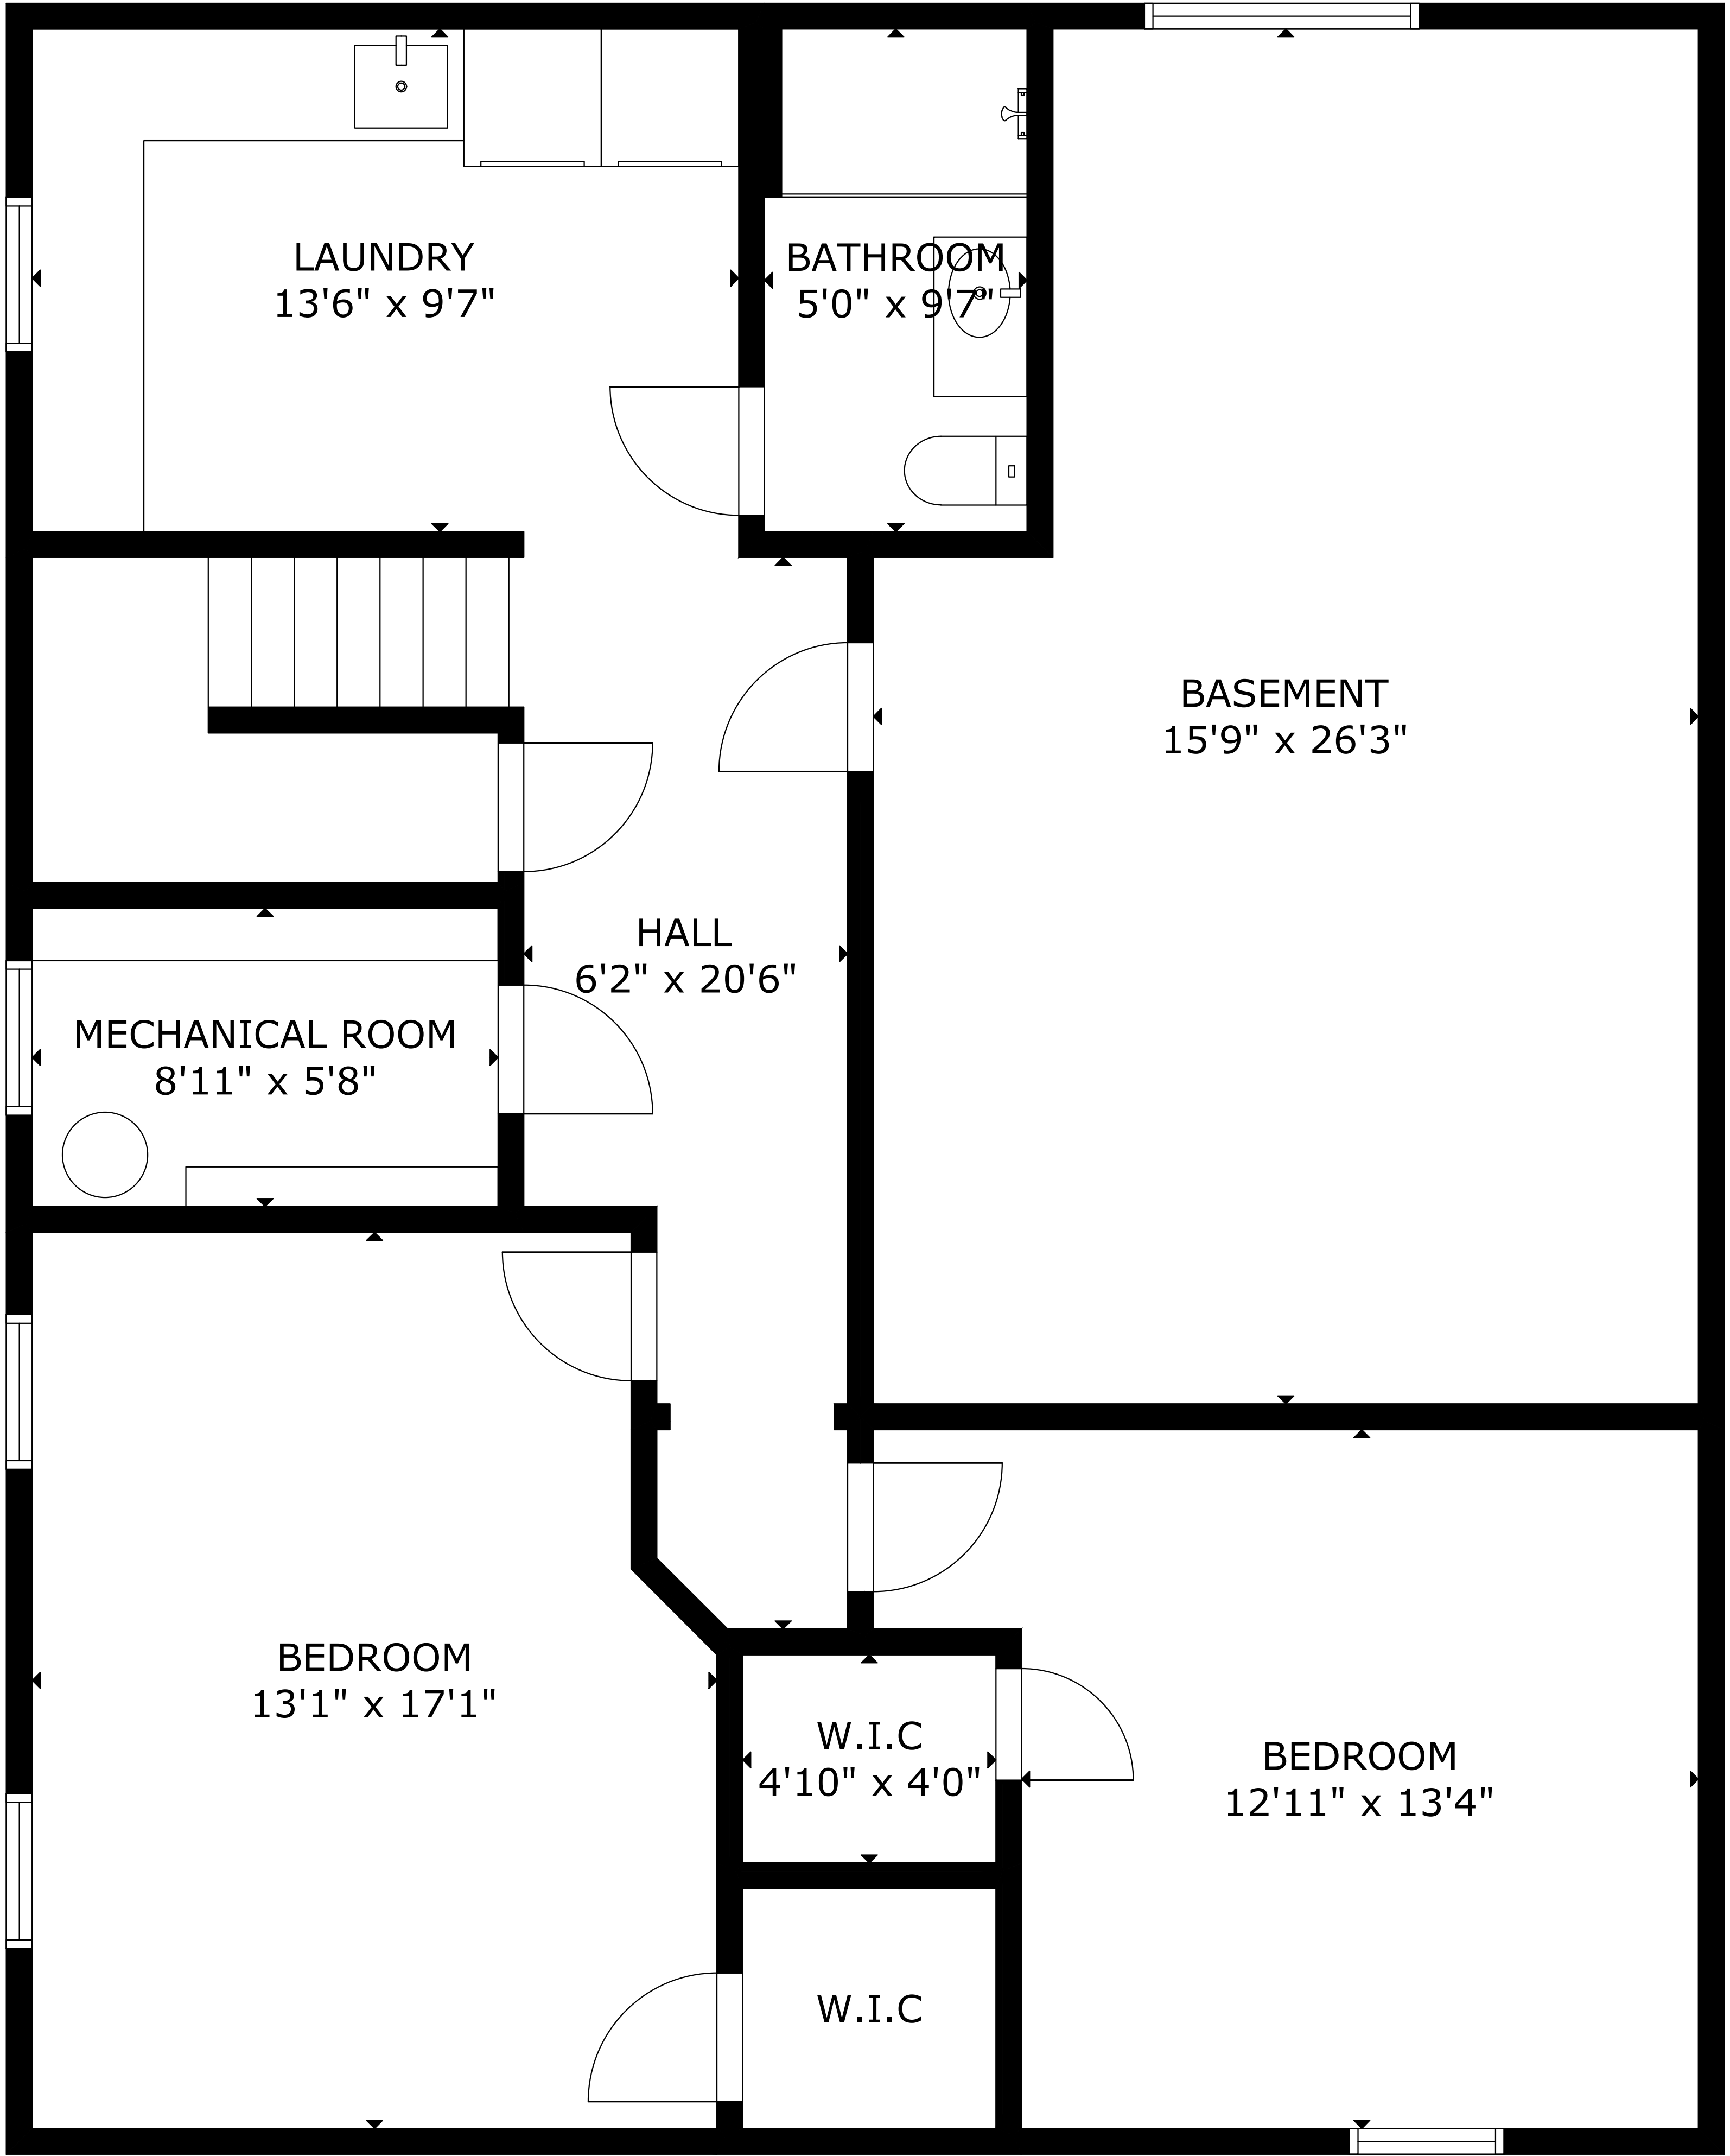 LAUNDRY
13'6" x 9'7"
BATHROOM
5'0" x 9'7"
BASEMENT
15'9" x 26'3"
HALL
6'2" x 20'6"
MECHANICAL ROOM
8'11" x 5'8"
BEDROOM
13'1" x 17'1"
W.I.C
4'10" x 4'0"
BEDROOM
12'11" x 13'4"
W.I.C